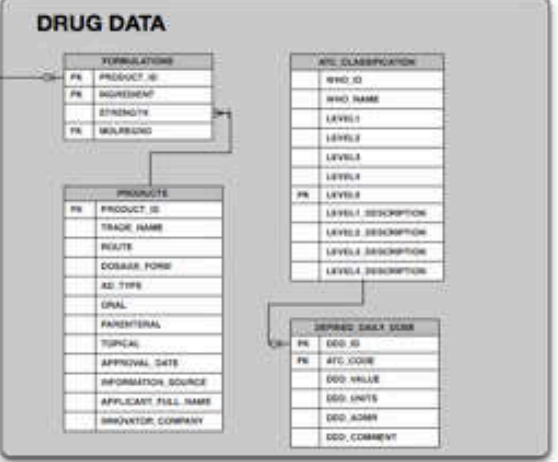 DRUG DATA
FORMULATIONS
PK PRODUCT_ID
PK INGREDIENT
STRENGTH
PK MOLREGNO
PRODUCTS
PK PRODUCT_ID
TRADE_NAME
ROUTE
DOSAGE_FORM
AD_TYPE
ORAL
PARENTERAL
TOPICAL
APPROVAL_DATE
INFORMATION_SOURCE
APPLICANT_FULL_NAME
INNOVATOR_COMPANY
ATC_CLASSIFICATION
WHO_ID
WHO_NAME
LEVEL1
LEVEL2
LEVEL3
LEVEL4
PK LEVEL5
LEVEL1_DESCRIPTION
LEVEL2_DESCRIPTION
LEVEL3_DESCRIPTION
LEVEL4_DESCRIPTION
DEFINED_DAILY_DOSE
PK DDD_ID
PK ATC_CODE
DDD_VALUE
DDD_UNITS
DDD_ADMR
DDD_COMMENT